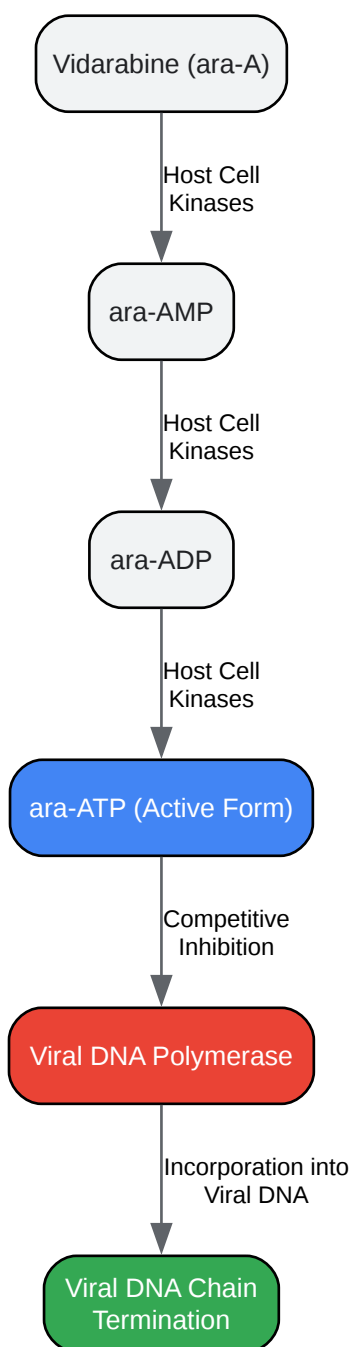 Vidarabine (ara-A)
Host Cell
Kinases
ara-AMP
Host Cell
Kinases
ara-ADP
Host Cell
Kinases
ara-ATP (Active Form)
Competitive
Inhibition
Viral DNA Polymerase
Incorporation into
Viral DNA
Viral DNA Chain
Termination